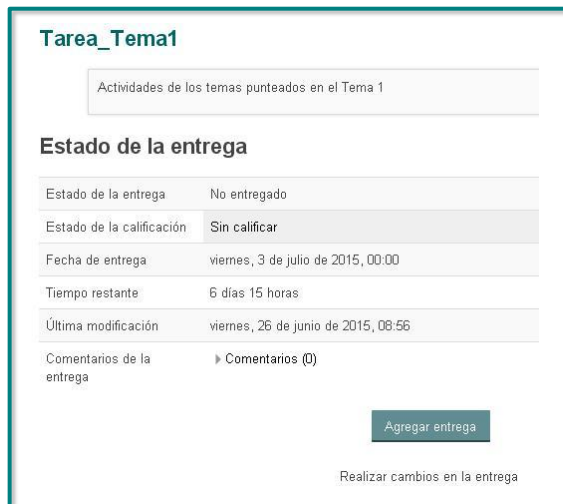 Tarea_Tema1
Actividades de los temas punteados en el Tema 1
Estado de la entrega
Estado de la entrega No entregado
Estado de la calificación Sin calificar
Fecha de entrega viernes, 3 de julio de 2015, 00:00
Tiempo restante 6 días 15 horas
Última modificación viernes, 26 de junio de 2015, 08:56
Comentarios de la Comentarios (0)
entrega
Agregar entrega
Realizar cambios en la entrega